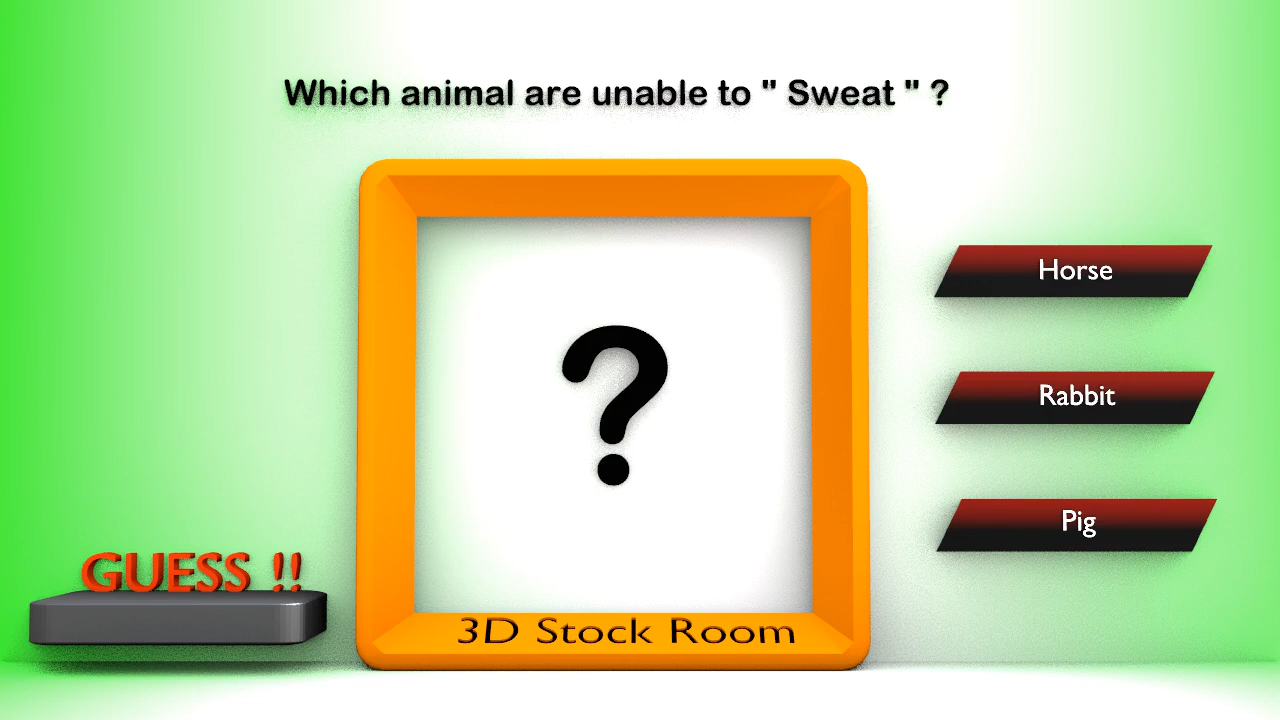 Which animal are unable to " Sweat " ?
Horse
Rabbit
Pig
GUESS !!
3D Stock Room